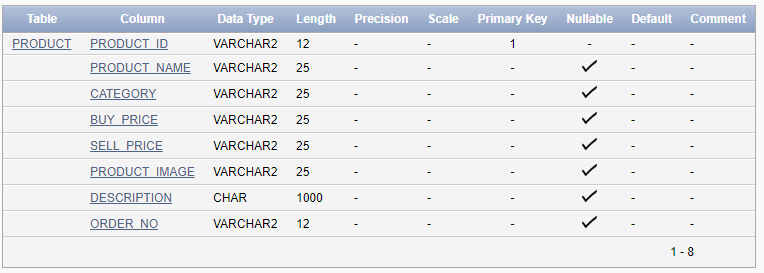 Table Column Data Type Length Precision Scale Primary Key Nullable Default Comment
PRODUCT PRODUCT_ID VARCHAR2 12 - - 1 - - -
PRODUCT_NAME VARCHAR2 25 - - - ✓ - -
CATEGORY VARCHAR2 25 - - - ✓ - -
BUY_PRICE VARCHAR2 25 - - - ✓ - -
SELL_PRICE VARCHAR2 25 - - - ✓ - -
PRODUCT_IMAGE VARCHAR2 25 - - - ✓ - -
DESCRIPTION CHAR 1000 - - - ✓ - -
ORDER_NO VARCHAR2 12 - - - ✓ - -
1 - 8